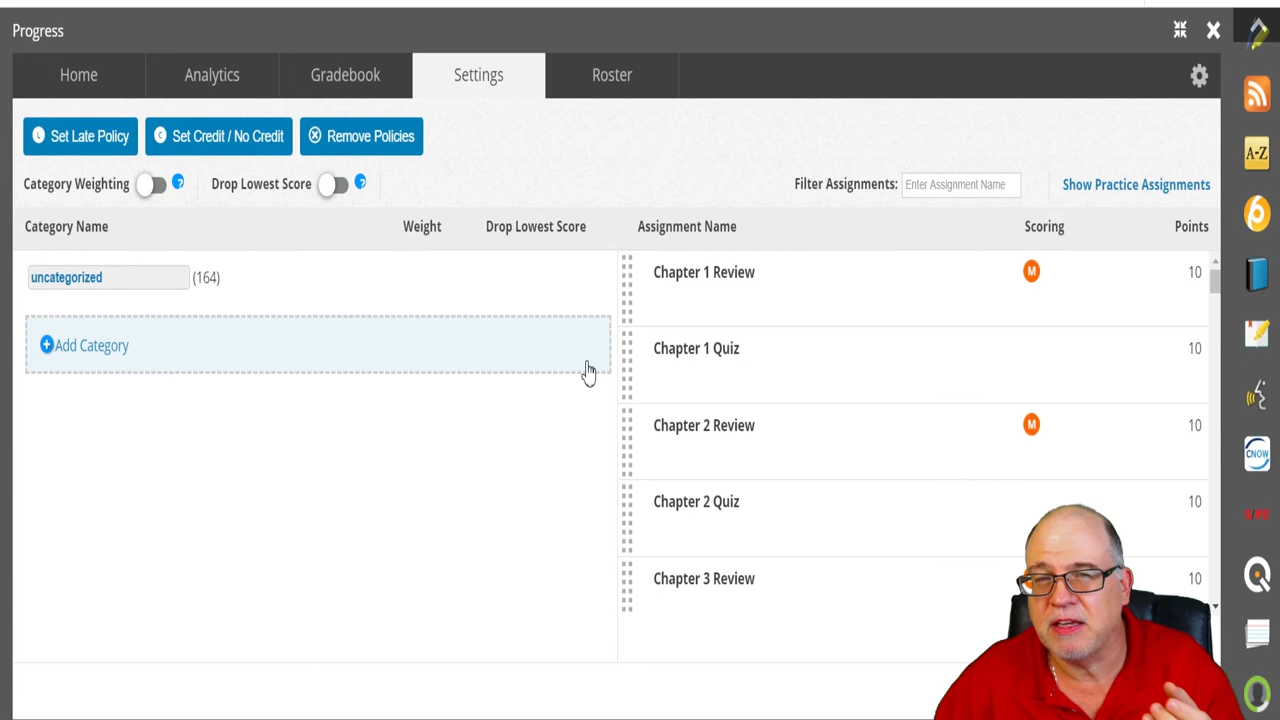 Progress
Home Analytics Gradebook Settings Roster
L Set Late Policy C Set Credit / No Credit Remove Policies
Category Weighting ? Drop Lowest Score ? Filter Assignments: Enter Assignment Name Show Practice Assignments
Category Name Weight Drop Lowest Score Assignment Name Scoring Points
uncategorized (164)
Add Category
Chapter 1 Review M 10
Chapter 1 Quiz 10
Chapter 2 Review M 10
Chapter 2 Quiz 10
Chapter 3 Review 10
A-Z
CNOW